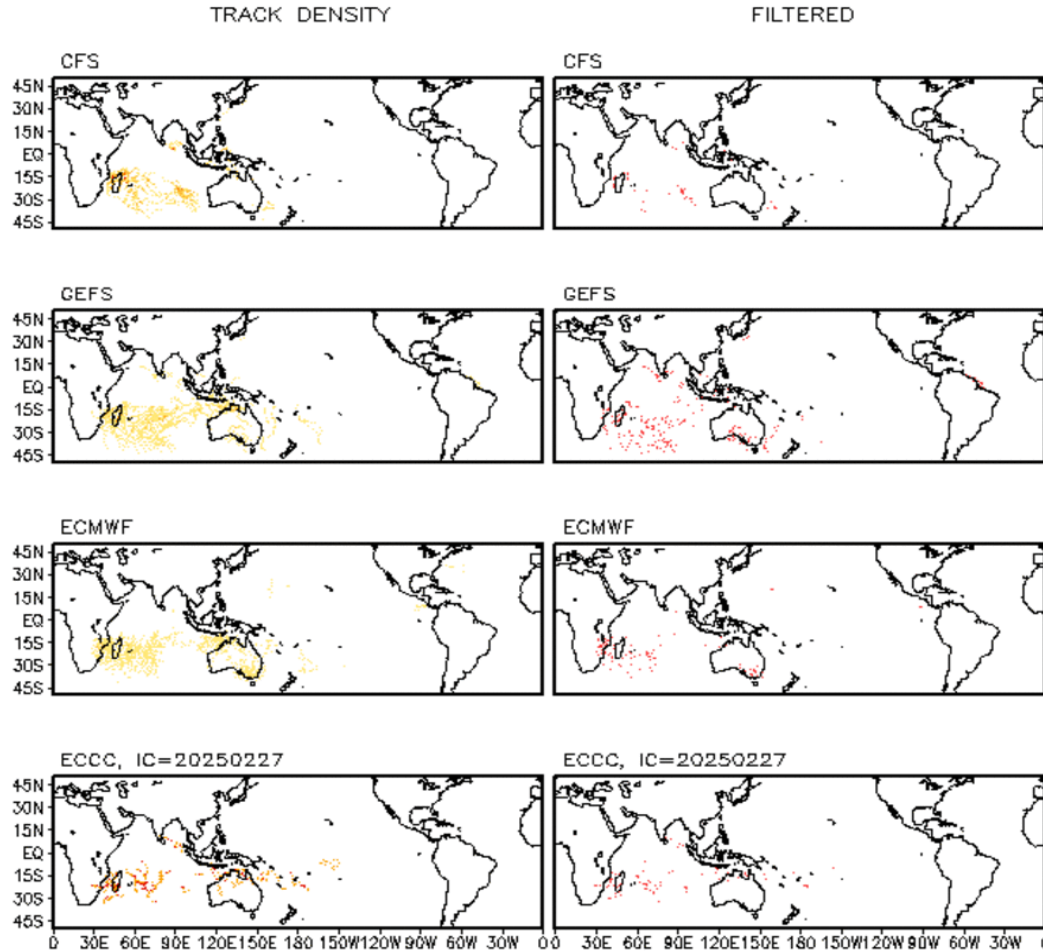 TRACK DENSITY FILTERED
CFS CFS
45N
30N
15N
EQ
15S
30S
45S
GEFS GEFS
45N
30N
15N
EQ
15S
30S
45S
ECMWF ECMWF
45N
30N
15N
EQ
15S
30S
45S
ECCC, IC=20250227 ECCC, IC=20250227
45N
30N
15N
EQ
15S
30S
45S
0 30E 60E 90E 120E 150E 180 150W 120W 90W 60W 30W 0 30E 60E 90E 120E 150E 180 150W 120W 90W 60W 30W